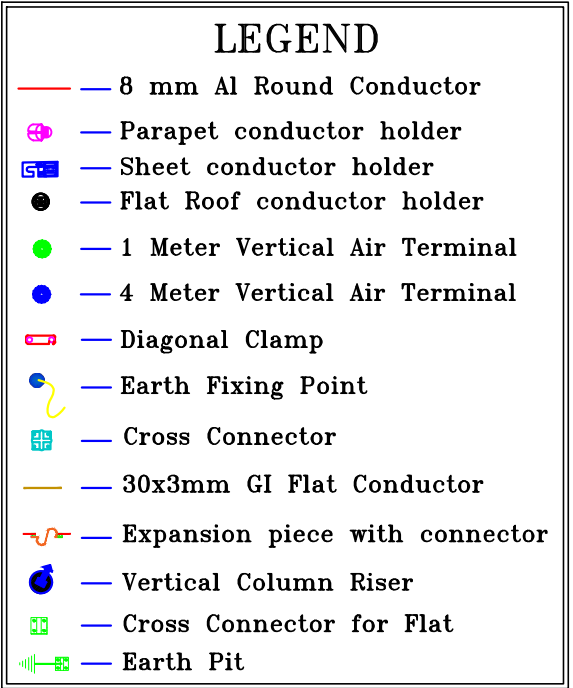 LEGEND
8 mm Al Round Conductor
Parapet conductor holder
Sheet conductor holder
Flat Roof conductor holder
1 Meter Vertical Air Terminal
4 Meter Vertical Air Terminal
Diagonal Clamp
Earth Fixing Point
Cross Connector
30x3mm GI Flat Conductor
Expansion piece with connector
Vertical Column Riser
Cross Connector for Flat
Earth Pit